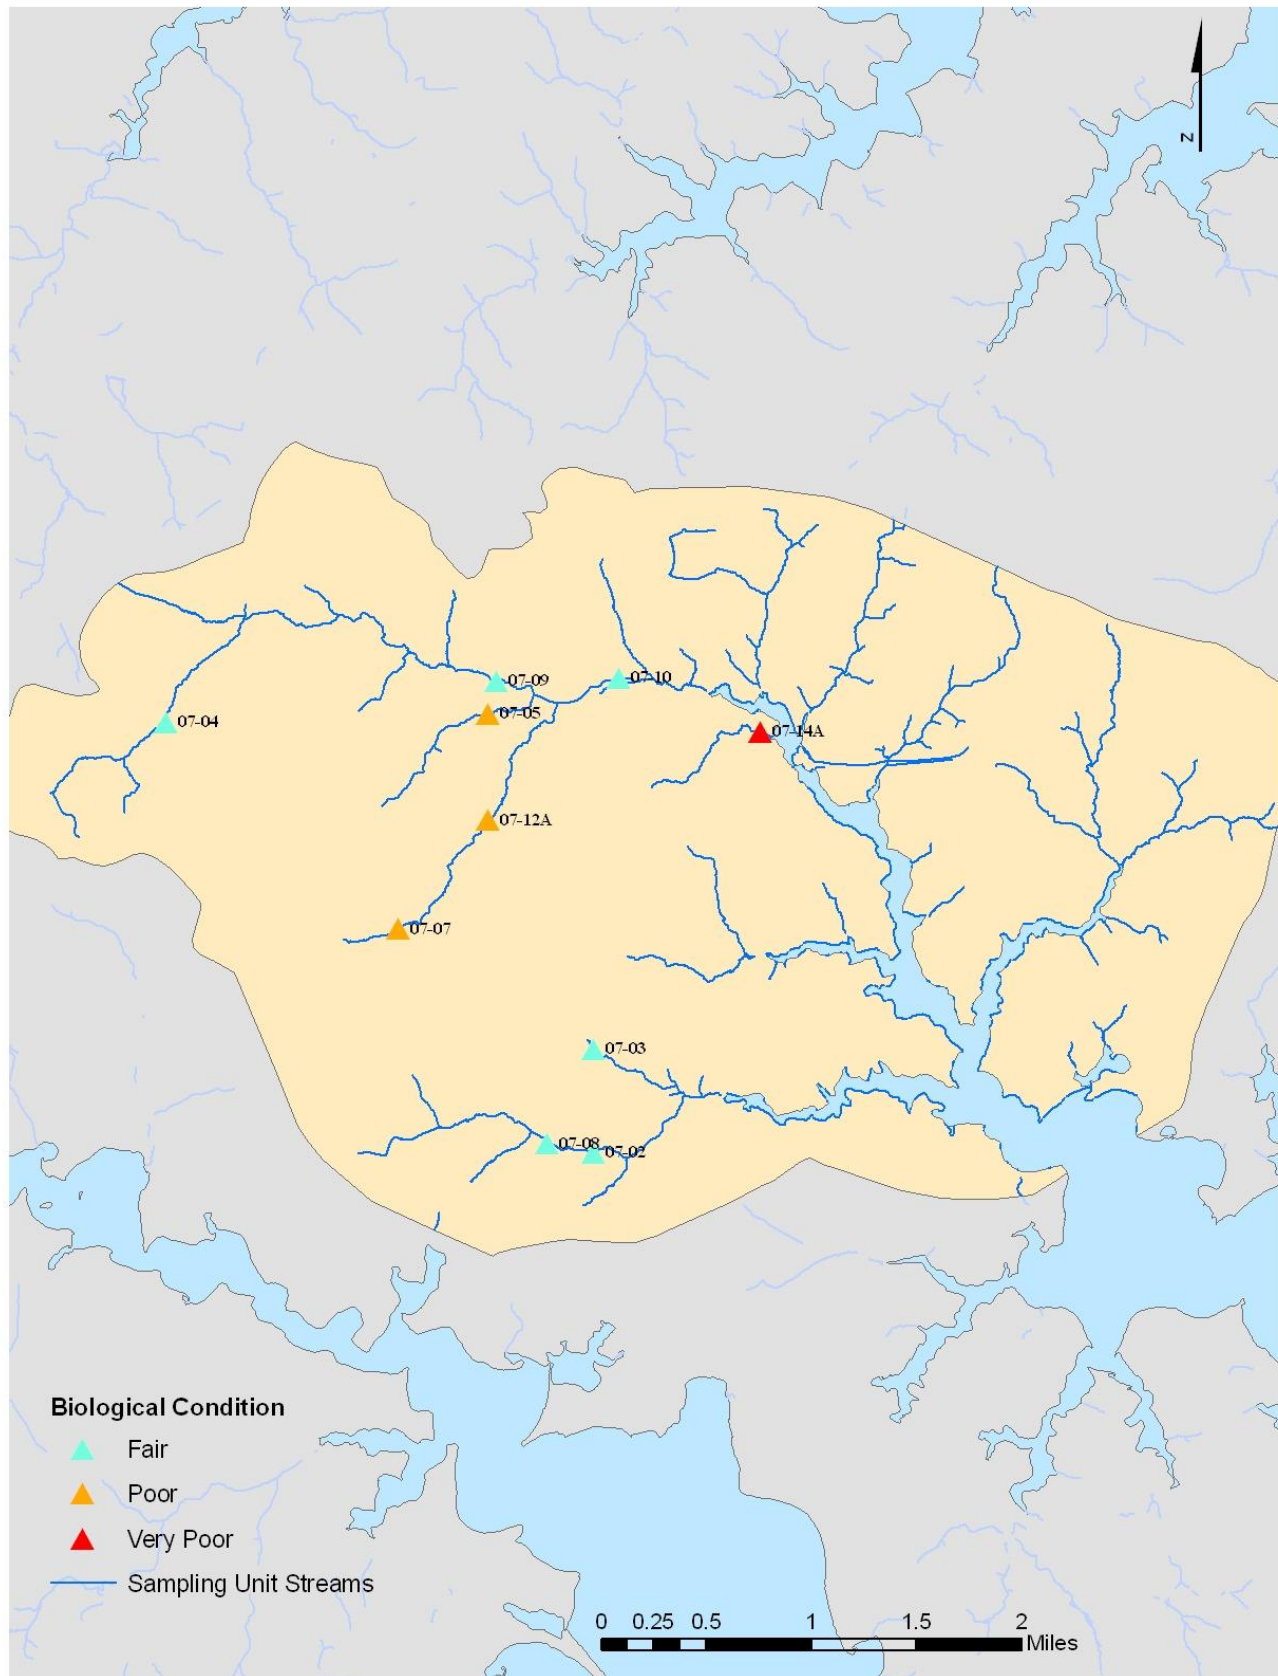 N
07-09
07-10
07-04
07-05
07-14A
07-12A
07-07
07-03
07-08
07-02
Biological Condition
Fair
Poor
Very Poor
Sampling Unit Streams
0 0.25 0.5 1 1.5 2
Miles